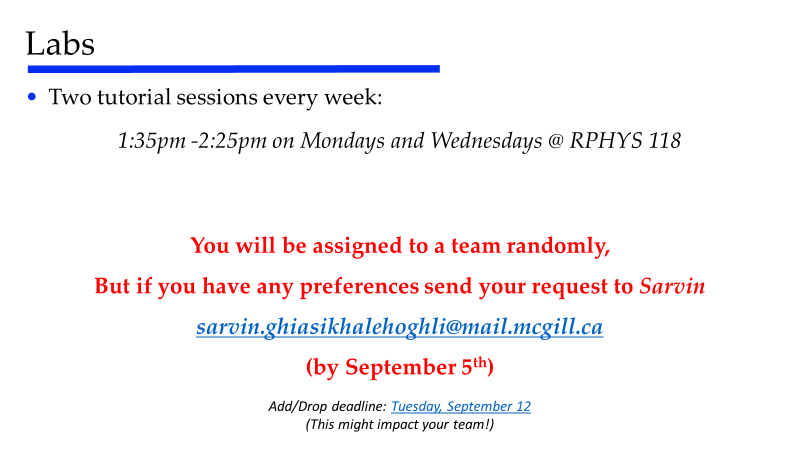 Labs
• Two tutorial sessions every week:
1:35pm -2:25pm on Mondays and Wednesdays @ RPHYS 118
You will be assigned to a team randomly,
But if you have any preferences send your request to Sarvin
sarvin.ghiasikhalehoghli@mail.mcgill.ca
(by September 5th)
Add/Drop deadline: Tuesday, September 12
(This might impact your team!)